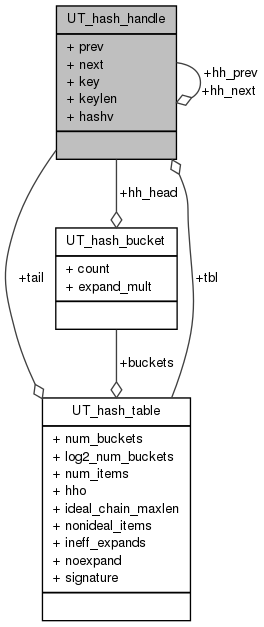 UT_hash_handle
+ prev
+ next
+ key
+ keylen
+ hashv
+hh_prev
+hh_next
+hh_head
UT_hash_bucket
+ count
+ expand_mult
+tail
+tbl
+buckets
UT_hash_table
+ num_buckets
+ log2_num_buckets
+ num_items
+ hho
+ ideal_chain_maxlen
+ nonideal_items
+ ineff_expands
+ noexpand
+ signature